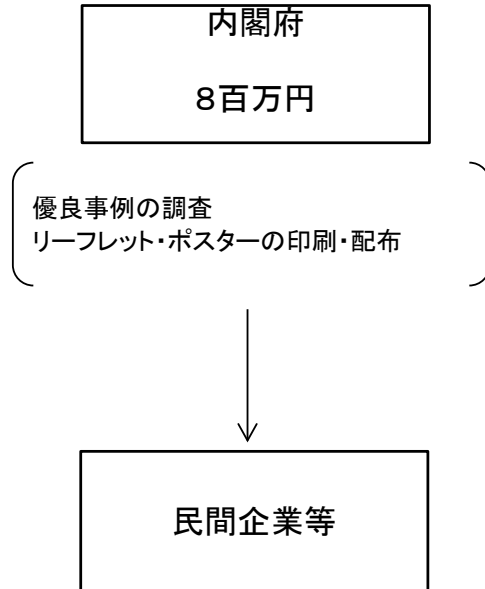 内閣府
８百万円
優良事例の調査
リーフレット・ポスターの印刷・配布
民間企業等